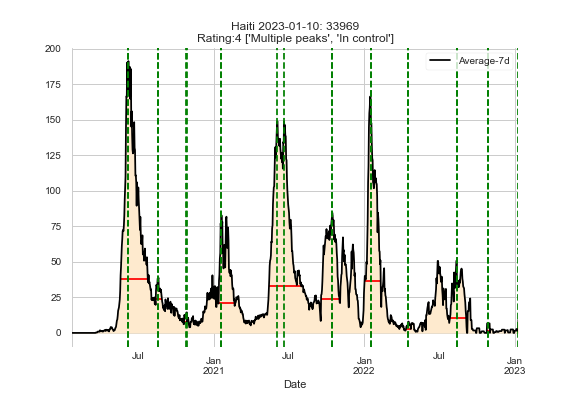 Haiti 2023-01-10: 33969
Rating:4 ['Multiple peaks', 'In control']
Average-7d
200
175
150
125
100
75
50
25
0
Jul
Jan
2021
Jul
Jan
2022
Jul
Jan
2023
Date